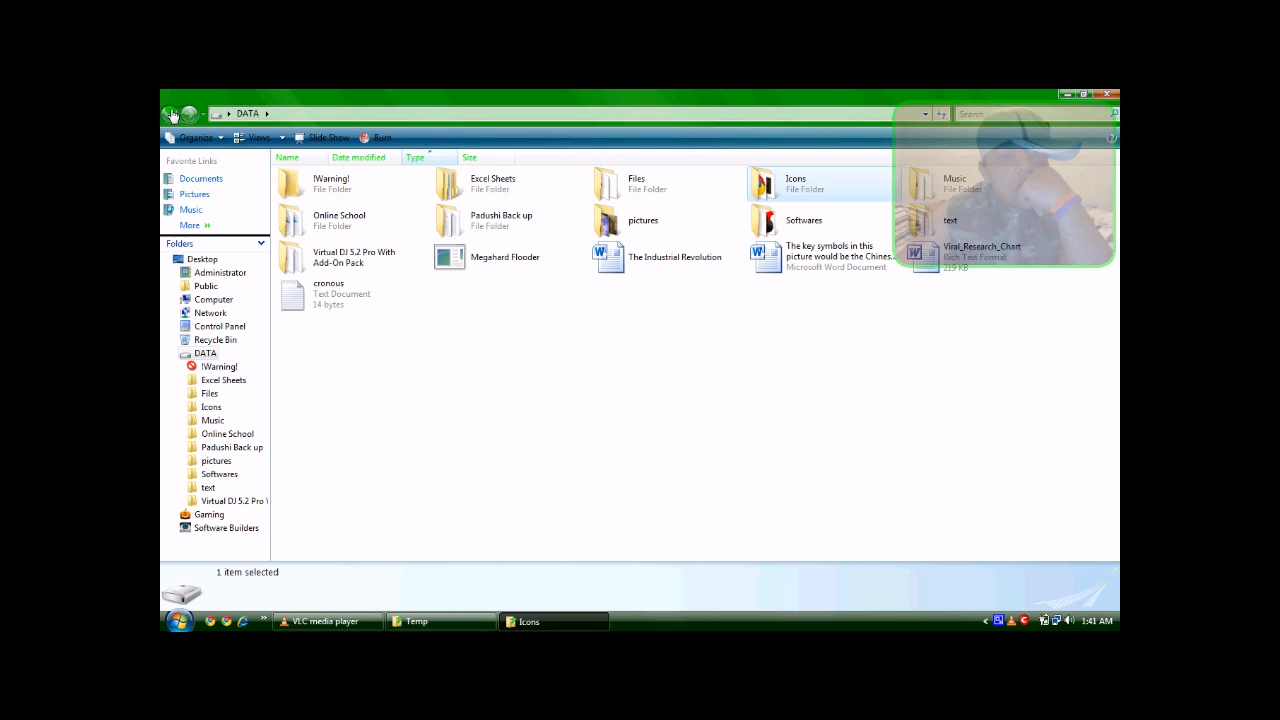 DATA
Search
Organize
Views
Slide Show
Burn
Favorite Links
Documents
Pictures
Music
More »
Folders
Desktop
Administrator
Public
Computer
Network
Control Panel
Recycle Bin
DATA
!Warning!
Excel Sheets
Files
Icons
Music
Online School
Padushi Back up
pictures
Softwares
text
Virtual DJ 5.2 Pro
Gaming
Software Builders
Name Date modified Type Size
!Warning!
File Folder
Excel Sheets
File Folder
Files
File Folder
Icons
File Folder
Music
File Folder
Online School
File Folder
Padushi Back up
File Folder
pictures
Softwares
text
Virtual DJ 5.2 Pro With
Add-On Pack
Megahard Flooder
The Industrial Revolution
The key symbols in this
picture would be the Chines...
Microsoft Word Document
Viral_Research_Chart
Rich Text Format
219 KB
cronous
Text Document
14 bytes
1 item selected
VLC media player
Temp
Icons
1:41 AM